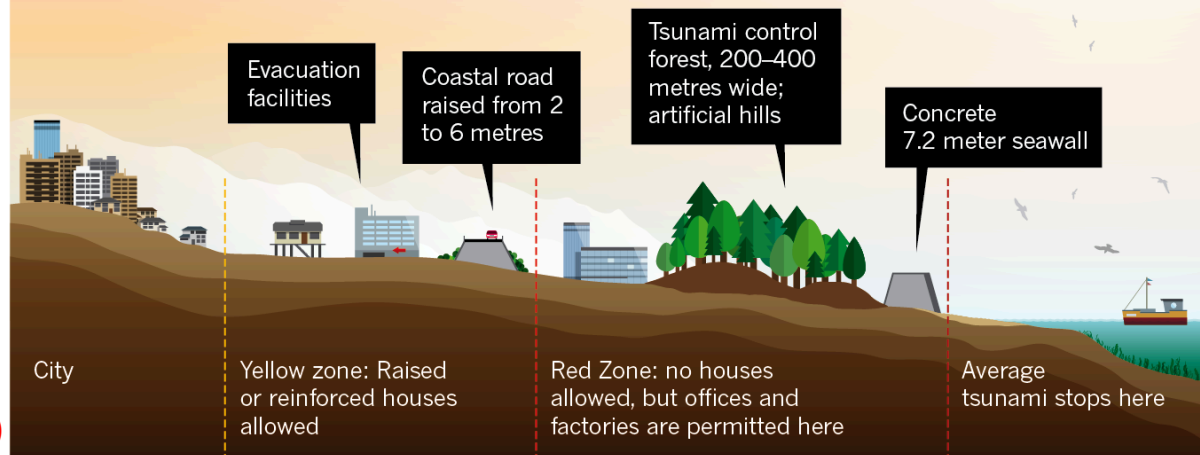 Evacuation
facilities
Coastal road
raised from 2
to 6 metres
Tsunami control
forest, 200–400
metres wide;
artificial hills
Concrete
7.2 meter seawall
City
Yellow zone: Raised
or reinforced houses
allowed
Red Zone: no houses
allowed, but offices and
factories are permitted here
Average
tsunami stops here